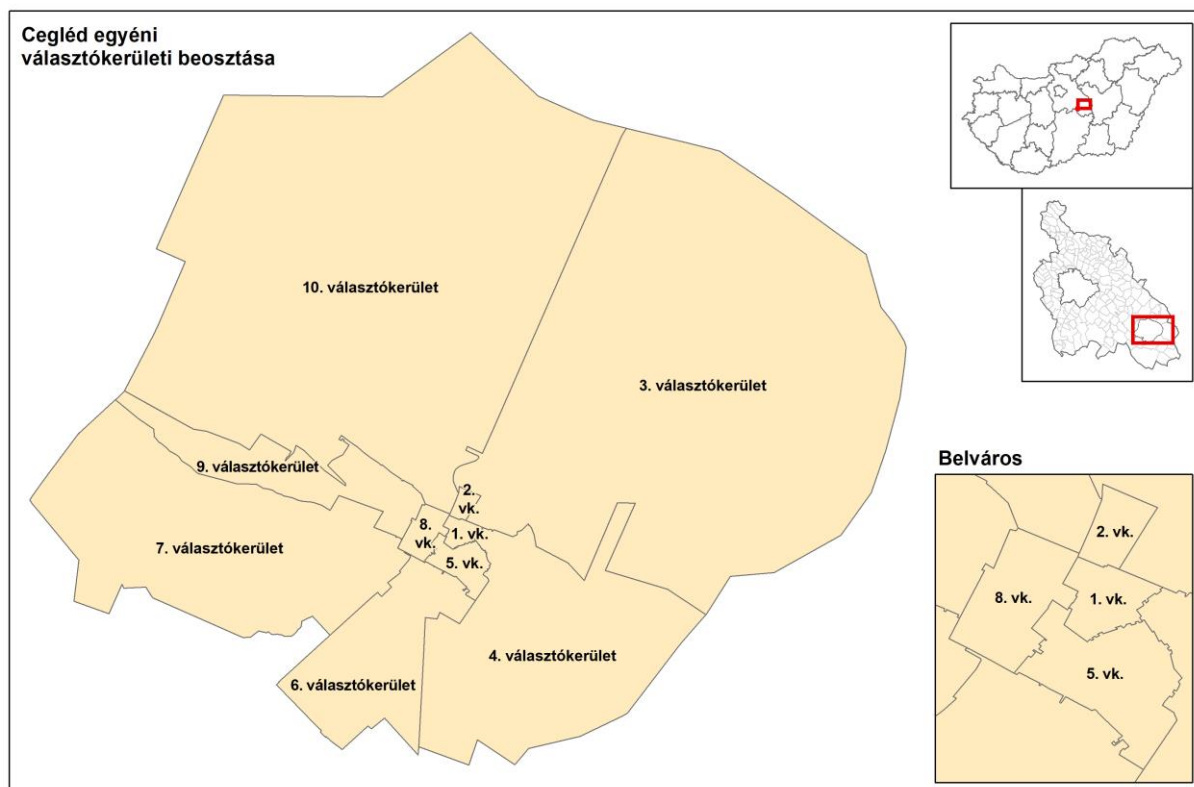 Cegléd egyéni
választókerületi beosztása
10. választókerület
3. választókerület
9. választókerület
2.
vk.
8.
vk.
1. vk.
7. választókerület
5. vk.
4. választókerület
6. választókerület
Belváros
2. vk.
8. vk.
1. vk.
5. vk.